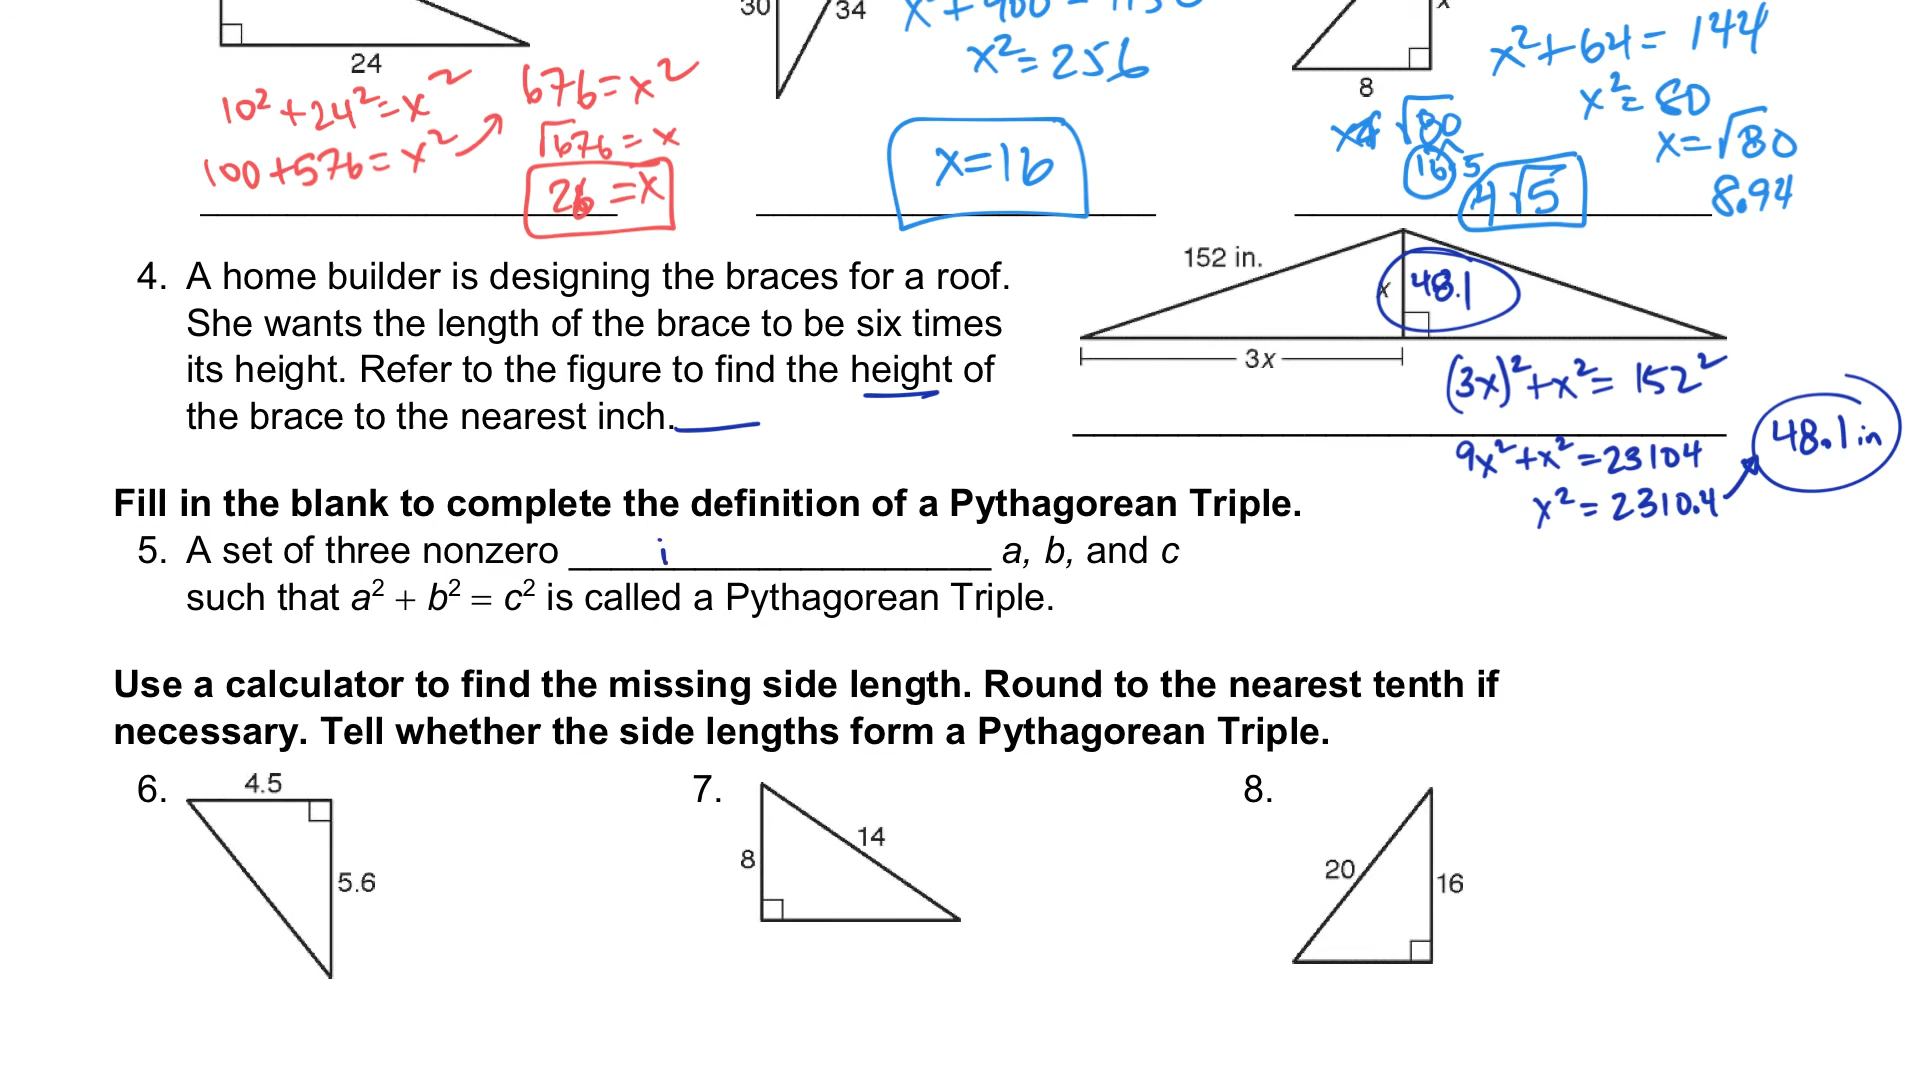 30
34
24
8
10² + 24² = x²
100 + 576 = x²
676 = x²
√676 = x
26 = x
x² = 256
x = 16
√80
16 5
4√5
x² + 64 = 144
x² = 80
x = √80
8.94
4. A home builder is designing the braces for a roof.
She wants the length of the brace to be six times
its height. Refer to the figure to find the height of
the brace to the nearest inch.
152 in.
x
48.1
3x
(3x)² + x² = 152²
9x² + x² = 23104
x² = 2310.4
48.1 in
Fill in the blank to complete the definition of a Pythagorean Triple.
5. A set of three nonzero ____i____ a, b, and c
such that a² + b² = c² is called a Pythagorean Triple.
Use a calculator to find the missing side length. Round to the nearest tenth if
necessary. Tell whether the side lengths form a Pythagorean Triple.
6.
4.5
5.6
7.
8
14
8.
20
16